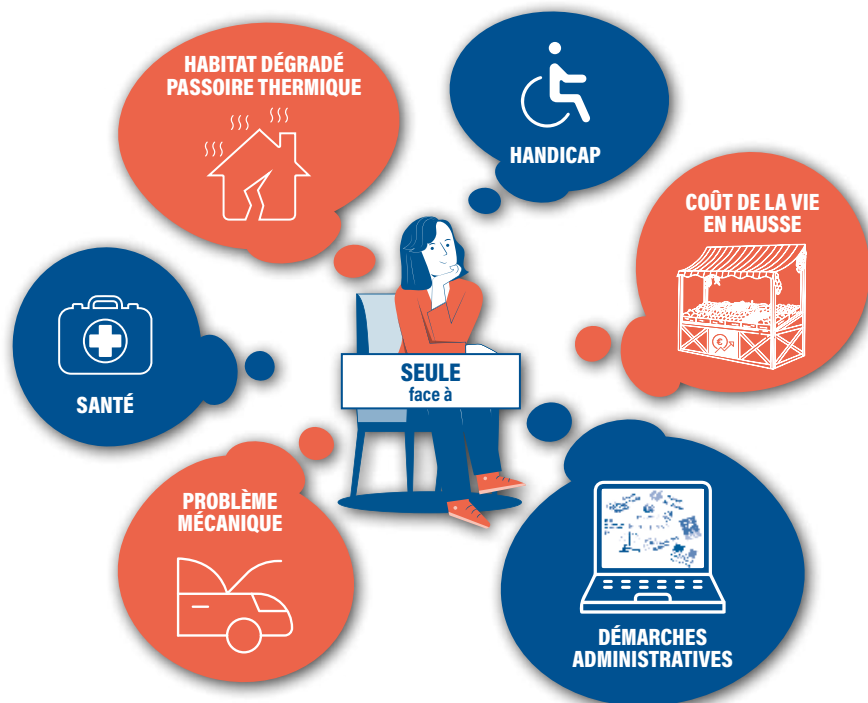 HABITAT DÉGRADÉ
PASSOIRE THERMIQUE
HANDICAP
COÛT DE LA VIE
EN HAUSSE
€
SANTÉ
SEULE
face à
PROBLÈME
MÉCANIQUE
DÉMARCHES
ADMINISTRATIVES